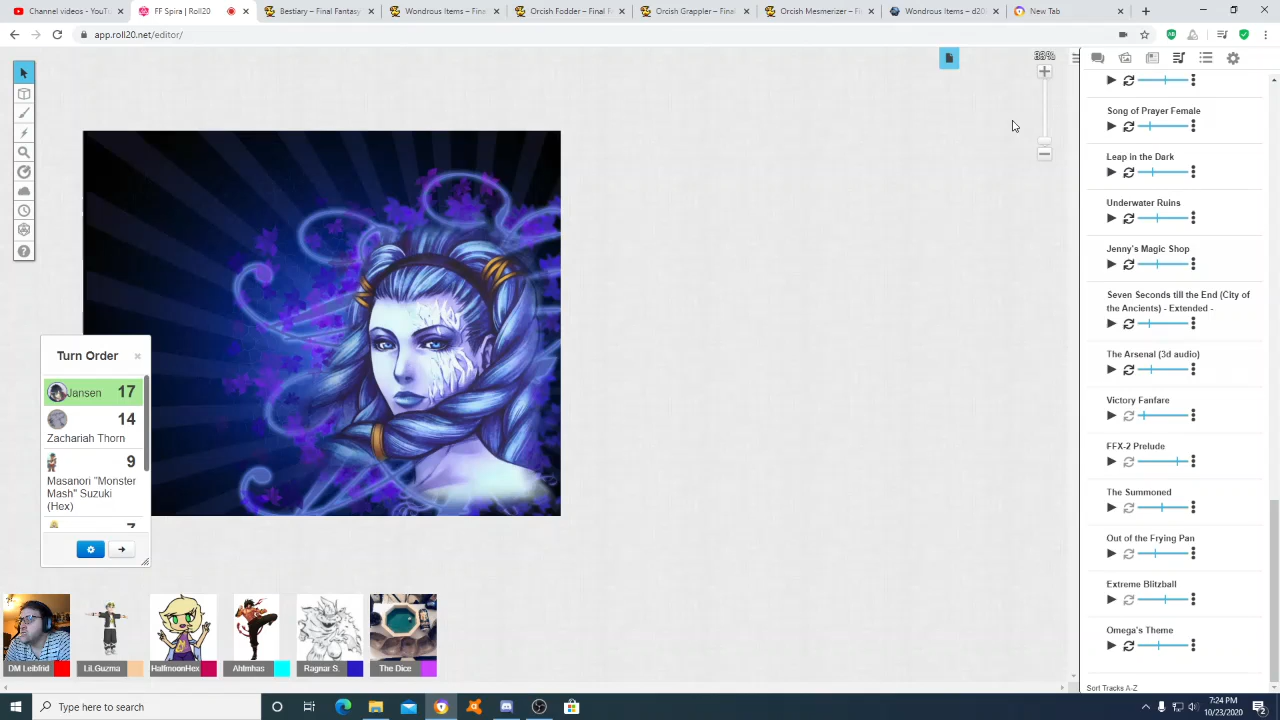 Channel videos - YouTu
FF Spira | Roll20
Bestiary – Final Fantasy
Wondrous Items – Fine
Orcish Fodder – Final F
Orcish Grappler – Final
Orcish Mesmerizer – Fi
Wondrous Items – d20
New Tab
app.roll20.net/editor/
83%
Song of Prayer Female
Leap in the Dark
Underwater Ruins
Jenny's Magic Shop
Seven Seconds till the End (City of
the Ancients) - Extended -
The Arsenal (3d audio)
Victory Fanfare
FFX-2 Prelude
The Summoned
Out of the Frying Pan
Extreme Blitzball
Omega's Theme
Sort Tracks A-Z
Turn Order
Jansen 17
14
Zachariah Thorn
9
Masanori "Monster
Mash" Suzuki
(Hex)
DM Leibfrid
LiLGuzma
HalfmoonHex
Ahlmhas
Ragnar S.
The Dice
Type here to search
7:24 PM
10/23/2020